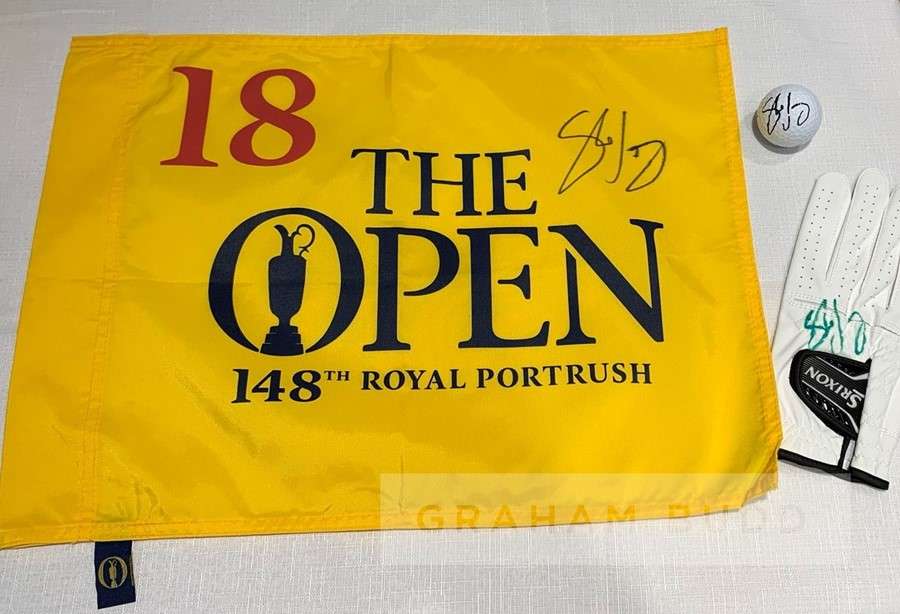 18
THE
OPEN
148TH ROYAL PORTRUSH
SRIXON
GRAHAM BUDD